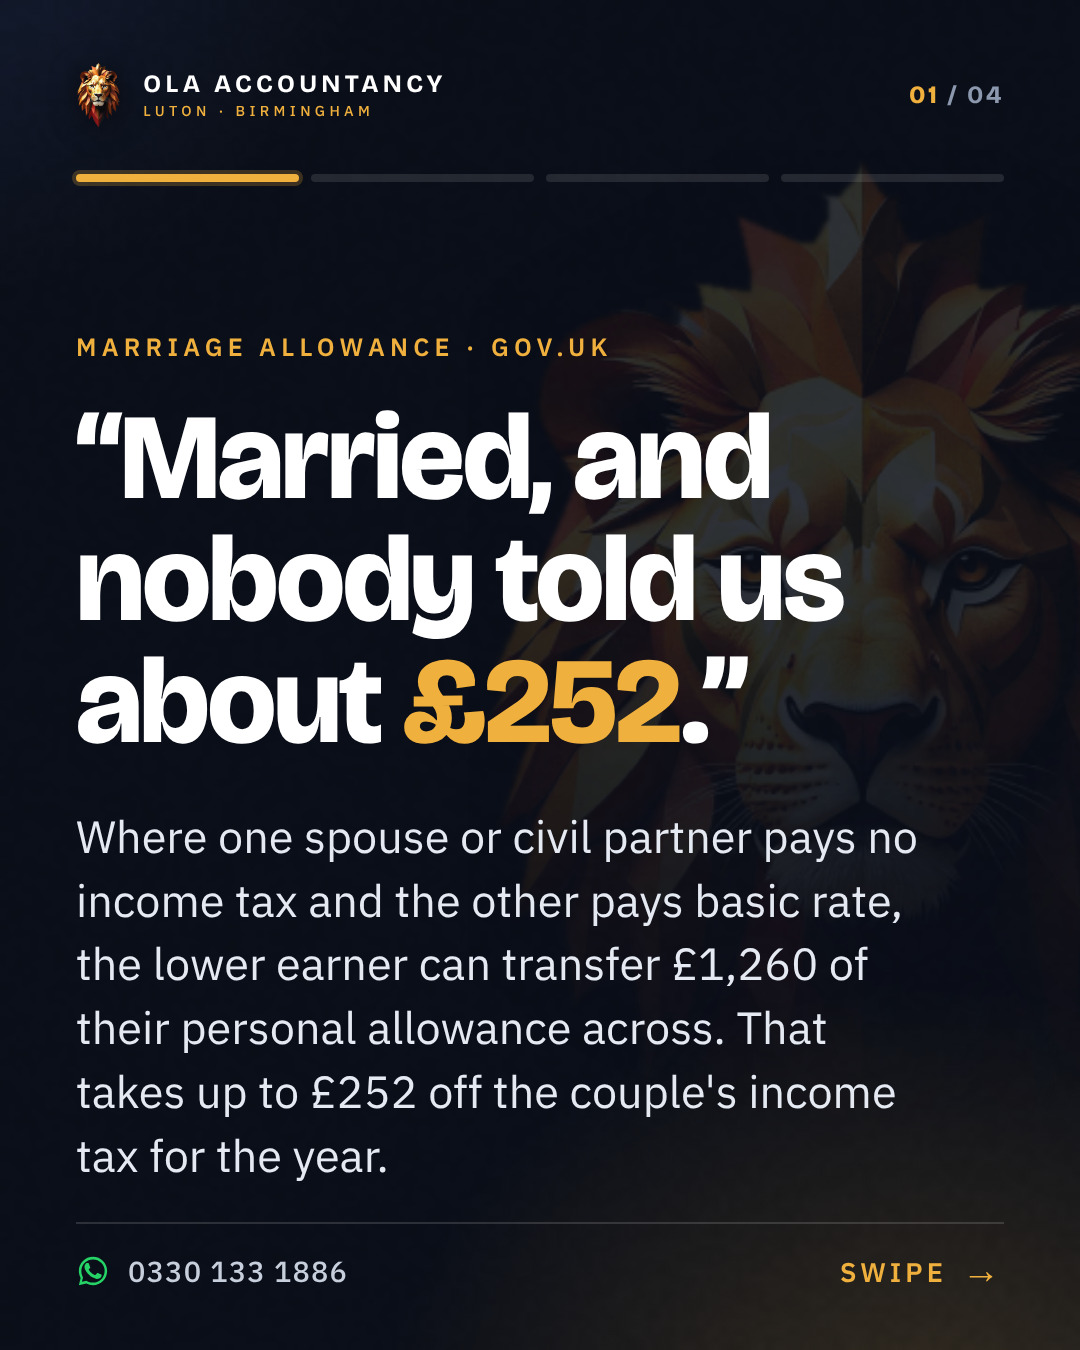 OLA ACCOUNTANCY
LUTON · BIRMINGHAM
01 / 04
MARRIAGE ALLOWANCE · GOV.UK
“Married, and
nobody told us
about £252.”
Where one spouse or civil partner pays no
income tax and the other pays basic rate,
the lower earner can transfer £1,260 of
their personal allowance across. That
takes up to £252 off the couple's income
tax for the year.
0330 133 1886
SWIPE →